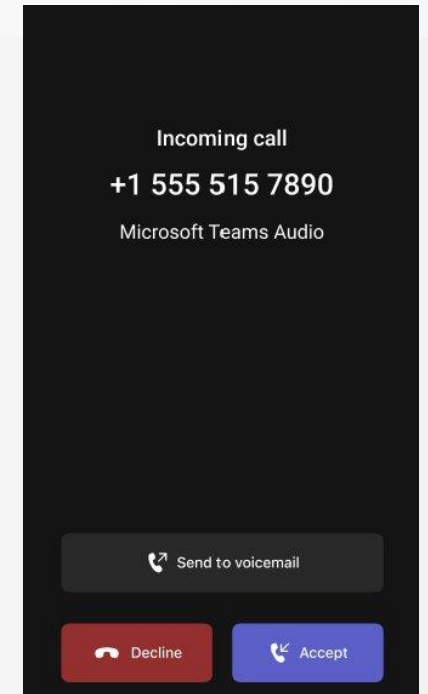 Incoming call
+1 555 515 7890
Microsoft Teams Audio
Send to voicemail
Decline
Accept